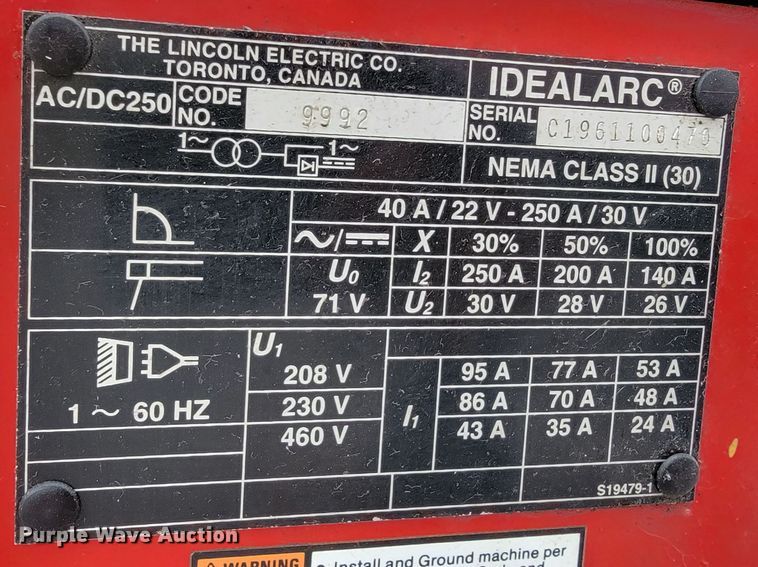 THE LINCOLN ELECTRIC CO.
TORONTO, CANADA
IDEALARC®
AC/DC250 CODE NO. 9992 SERIAL NO. C1961100470
1~ 1~
NEMA CLASS II (30)
40 A / 22 V - 250 A / 30 V
X 30% 50% 100%
U0 I2 250 A 200 A 140 A
71 V U2 30 V 28 V 26 V
U1
208 V 95 A 77 A 53 A
1 ~ 60 HZ 230 V I1 86 A 70 A 48 A
460 V 43 A 35 A 24 A
S19479-1
Purple Wave Auction
WARNING
Install and Ground machine per